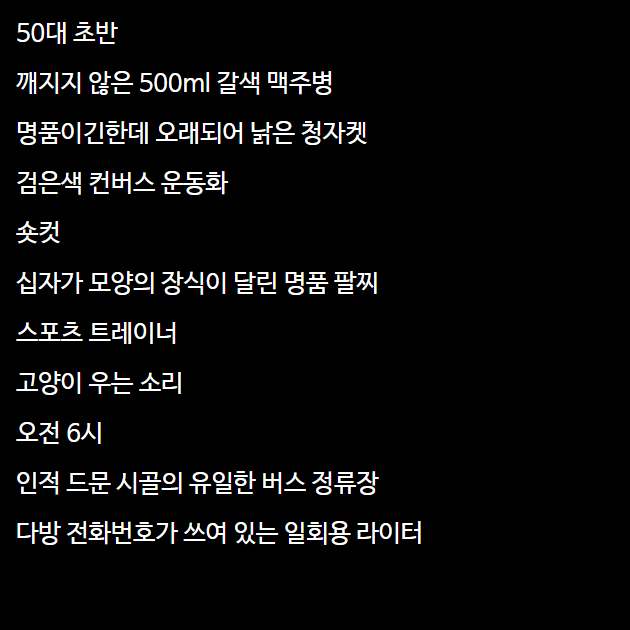 50대 초반
깨지지 않은 500ml 갈색 맥주병
명품이긴한데 오래되어 낡은 청자켓
검은색 컨버스 운동화
숏컷
십자가 모양의 장식이 달린 명품 팔찌
스포츠 트레이너
고양이 우는 소리
오전 6시
인적 드문 시골의 유일한 버스 정류장
다방 전화번호가 쓰여 있는 일회용 라이터